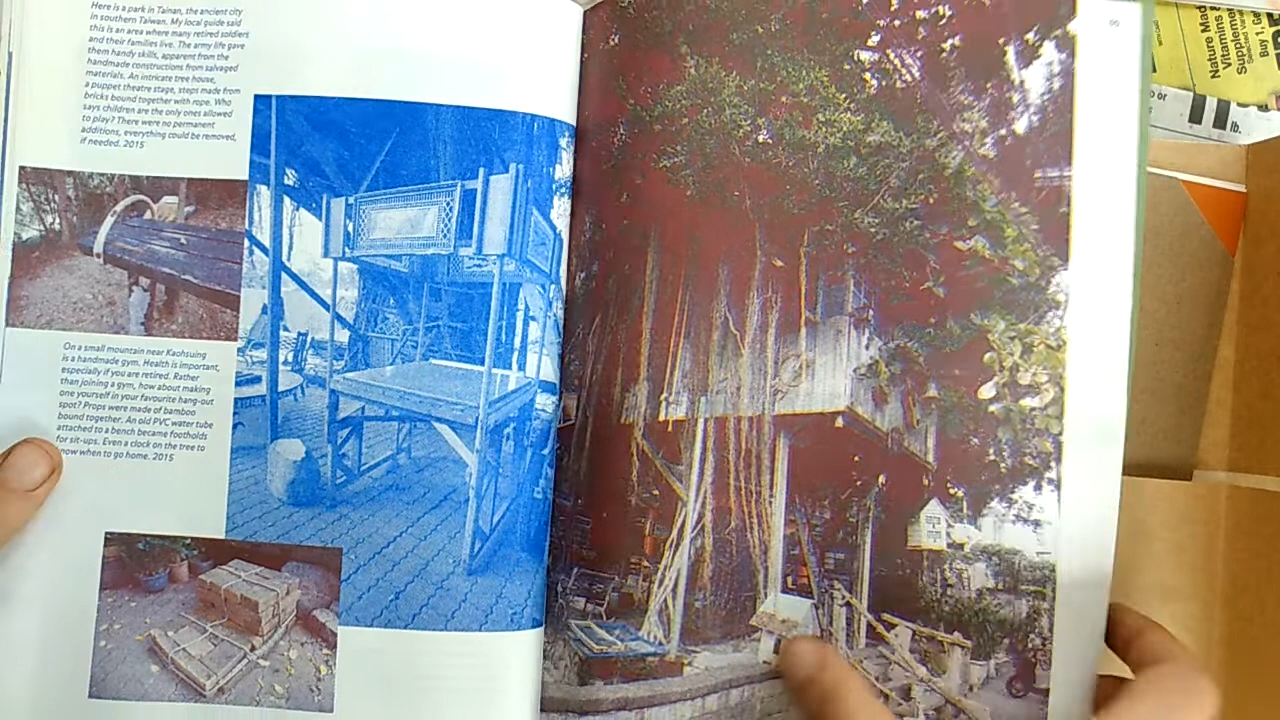 Here is a park in Tainan, the ancient city
in southern Taiwan. My local guide said
this is an area where many retired soldiers
and their families live. The army life gave
them handy skills, apparent from the
handmade constructions from salvaged
materials. An intricate tree house,
a puppet theatre stage, steps made from
bricks bound together with rope. Who
says children are the only ones allowed
to play? There were no permanent
additions, everything could be removed,
if needed. 2015
On a small mountain near Kaohsuing
is a handmade gym. Health is important,
especially if you are retired. Rather
than joining a gym, how about making
one yourself in your favourite hang-out
spot? Props were made of bamboo
bound together. An old PVC water tube
attached to a bench became footholds
for sit-ups. Even a clock on the tree to
know when to go home. 2015
Nature Mad
Vitamins &
Suppleme
Selected Varie
Buy 1, Ge
lb.